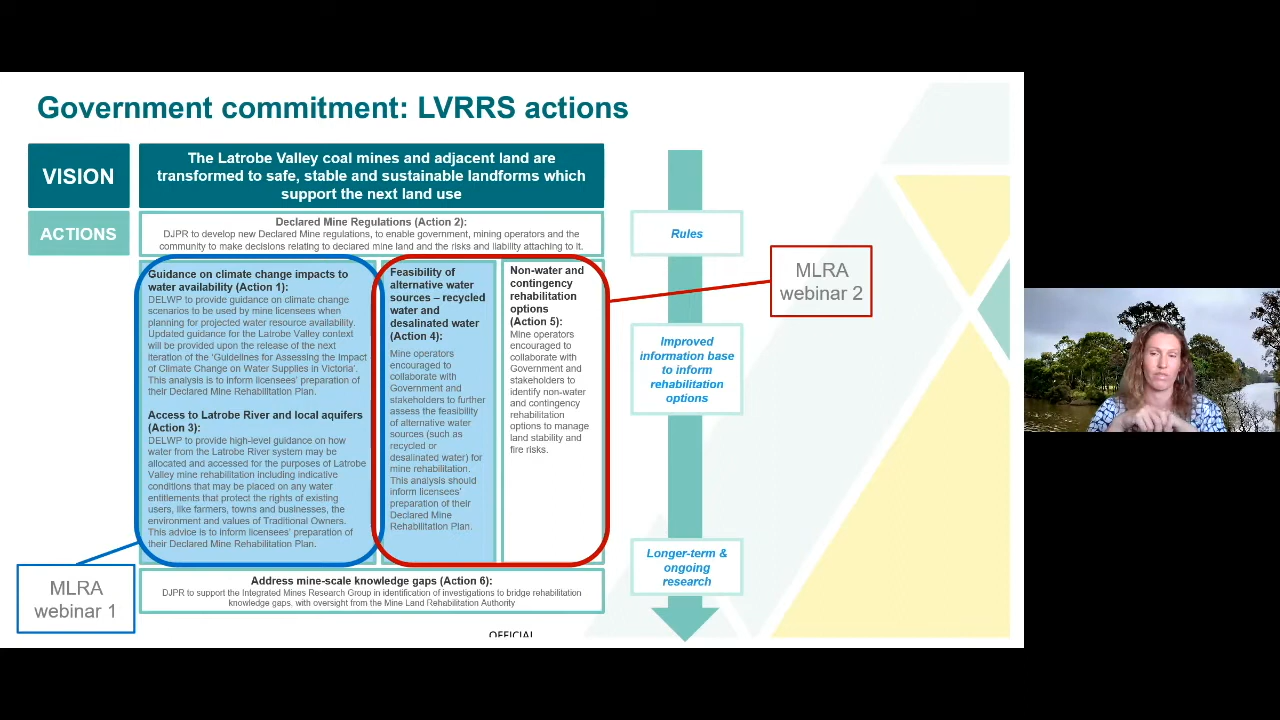 Government commitment: LVRRS actions
VISION
The Latrobe Valley coal mines and adjacent land are
transformed to safe, stable and sustainable landforms which
support the next land use
ACTIONS
Declared Mine Regulations (Action 2):
DJPR to develop new Declared Mine regulations, to enable government, mining operators and the
community to make decisions relating to declared mine land and the risks and liability attaching to it.
Guidance on climate change impacts to
water availability (Action 1):
DELWP to provide guidance on climate change
scenarios to be used by mine licensees when
planning for projected water resource availability.
Updated guidance for the Latrobe Valley context
will be provided upon the release of the next
iteration of the ‘Guidelines for Assessing the Impact
of Climate Change on Water Supplies in Victoria’.
This analysis is to inform licensees’ preparation of
their Declared Mine Rehabilitation Plan.
Access to Latrobe River and local aquifers
(Action 3):
DELWP to provide high-level guidance on how
water from the Latrobe River system may be
allocated and accessed for the purposes of Latrobe
Valley mine rehabilitation including indicative
conditions that may be placed on any water
entitlements that protect the rights of existing
users, like farmers, towns and businesses, the
environment and values of Traditional Owners.
This advice is to inform licensees’ preparation of
their Declared Mine Rehabilitation Plan.
Feasibility of
alternative water
sources – recycled
water and
desalinated water
(Action 4):
Mine operators
encouraged to
collaborate with
Government and
stakeholders to further
assess the feasibility
of alternative water
sources (such as
recycled or
desalinated water) for
mine rehabilitation.
This analysis should
inform licensees’
preparation of their
Declared Mine
Rehabilitation Plan.
Non-water and
contingency
rehabilitation
options
(Action 5):
Mine operators
encouraged to
collaborate with
Government and
stakeholders to
identify non-water
and contingency
rehabilitation
options to manage
land stability and
fire risks.
Address mine-scale knowledge gaps (Action 6):
DJPR to support the Integrated Mines Research Group in identification of investigations to bridge rehabilitation
knowledge gaps, with oversight from the Mine Land Rehabilitation Authority
Rules
Improved
information base
to inform
rehabilitation
options
Longer-term &
ongoing
research
MLRA
webinar 2
MLRA
webinar 1
OFFICIAL